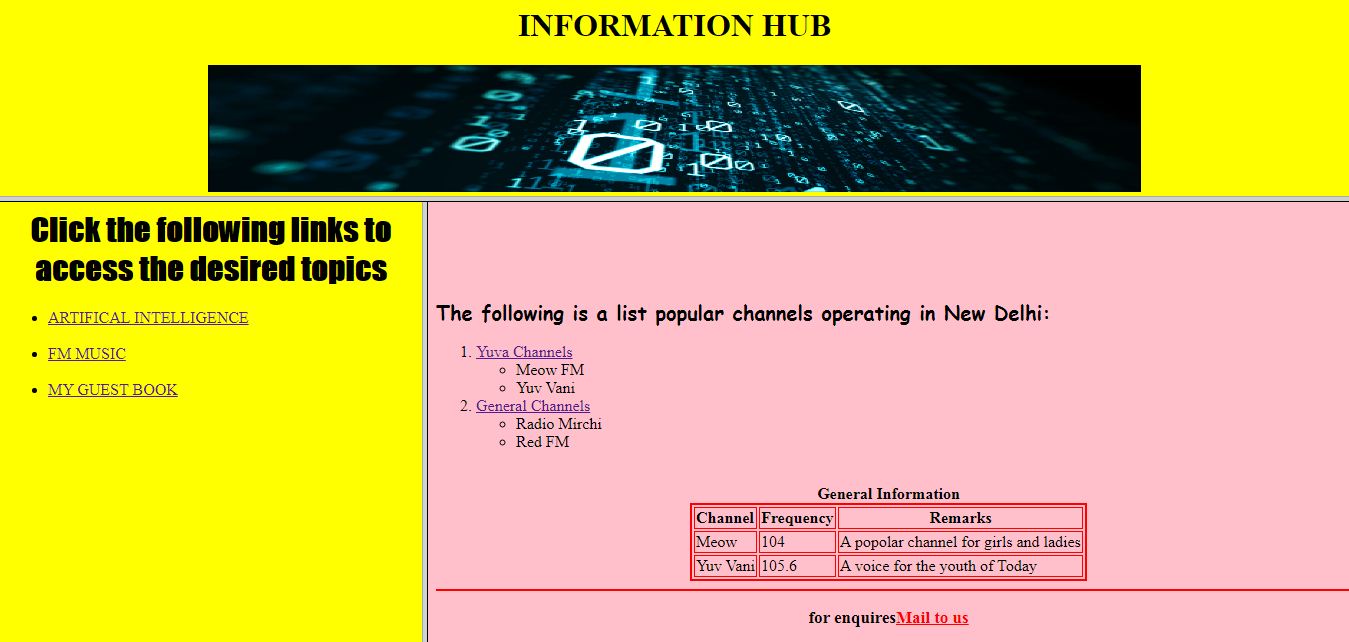 INFORMATION HUB
Click the following links to
access the desired topics
ARTIFICAL INTELLIGENCE
FM MUSIC
MY GUEST BOOK
The following is a list popular channels operating in New Delhi:
1. Yuva Channels
Meow FM
Yuv Vani
2. General Channels
Radio Mirchi
Red FM
General Information
Channel Frequency Remarks
Meow 104 A popolar channel for girls and ladies
Yuv Vani 105.6 A voice for the youth of Today
for enquiresMail to us